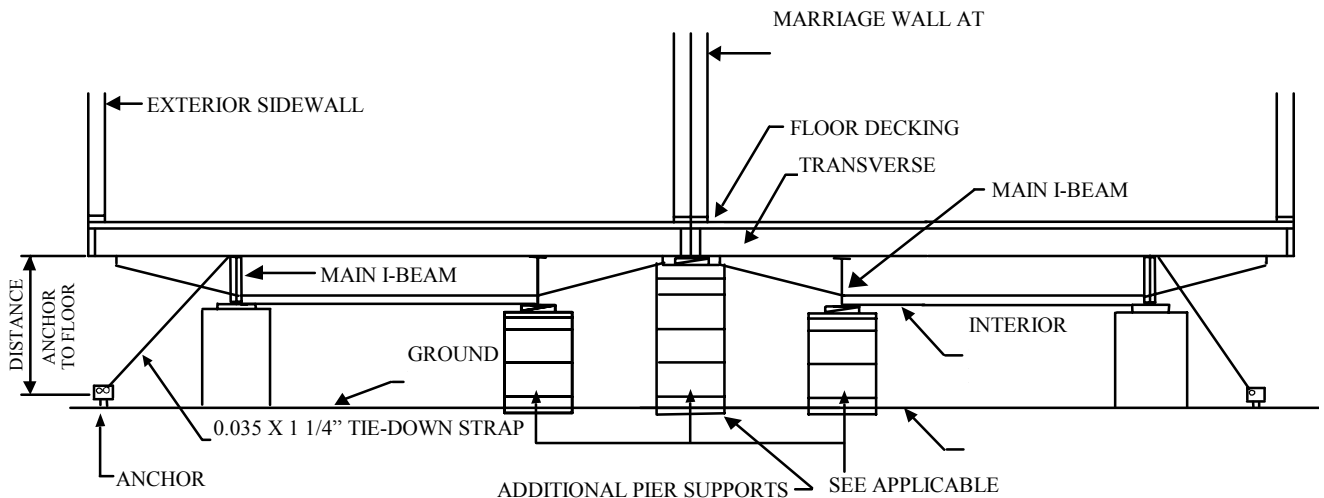 MARRIAGE WALL AT
EXTERIOR SIDEWALL
FLOOR DECKING
TRANSVERSE
MAIN I-BEAM
MAIN I-BEAM
DISTANCE
ANCHOR
TO FLOOR
INTERIOR
GROUND
0.035 X 1 1/4” TIE-DOWN STRAP
ANCHOR
ADDITIONAL PIER SUPPORTS
SEE APPLICABLE